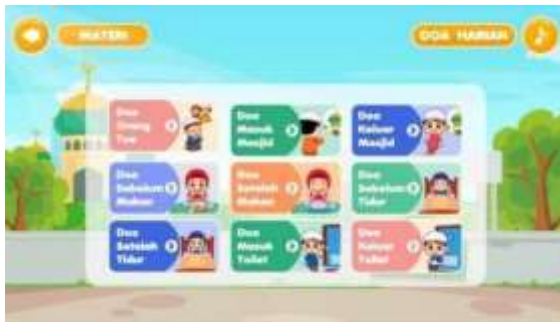 MATERI
DOA HARIAN
Doa
Orang
Tua
Doa
Masuk
Masjid
Doa
Keluar
Masjid
Doa
Sebelum
Makan
Doa
Setelah
Makan
Doa
Sebelum
Tidur
Doa
Setelah
Tidur
Doa
Masuk
Toilet
Doa
Keluar
Toilet